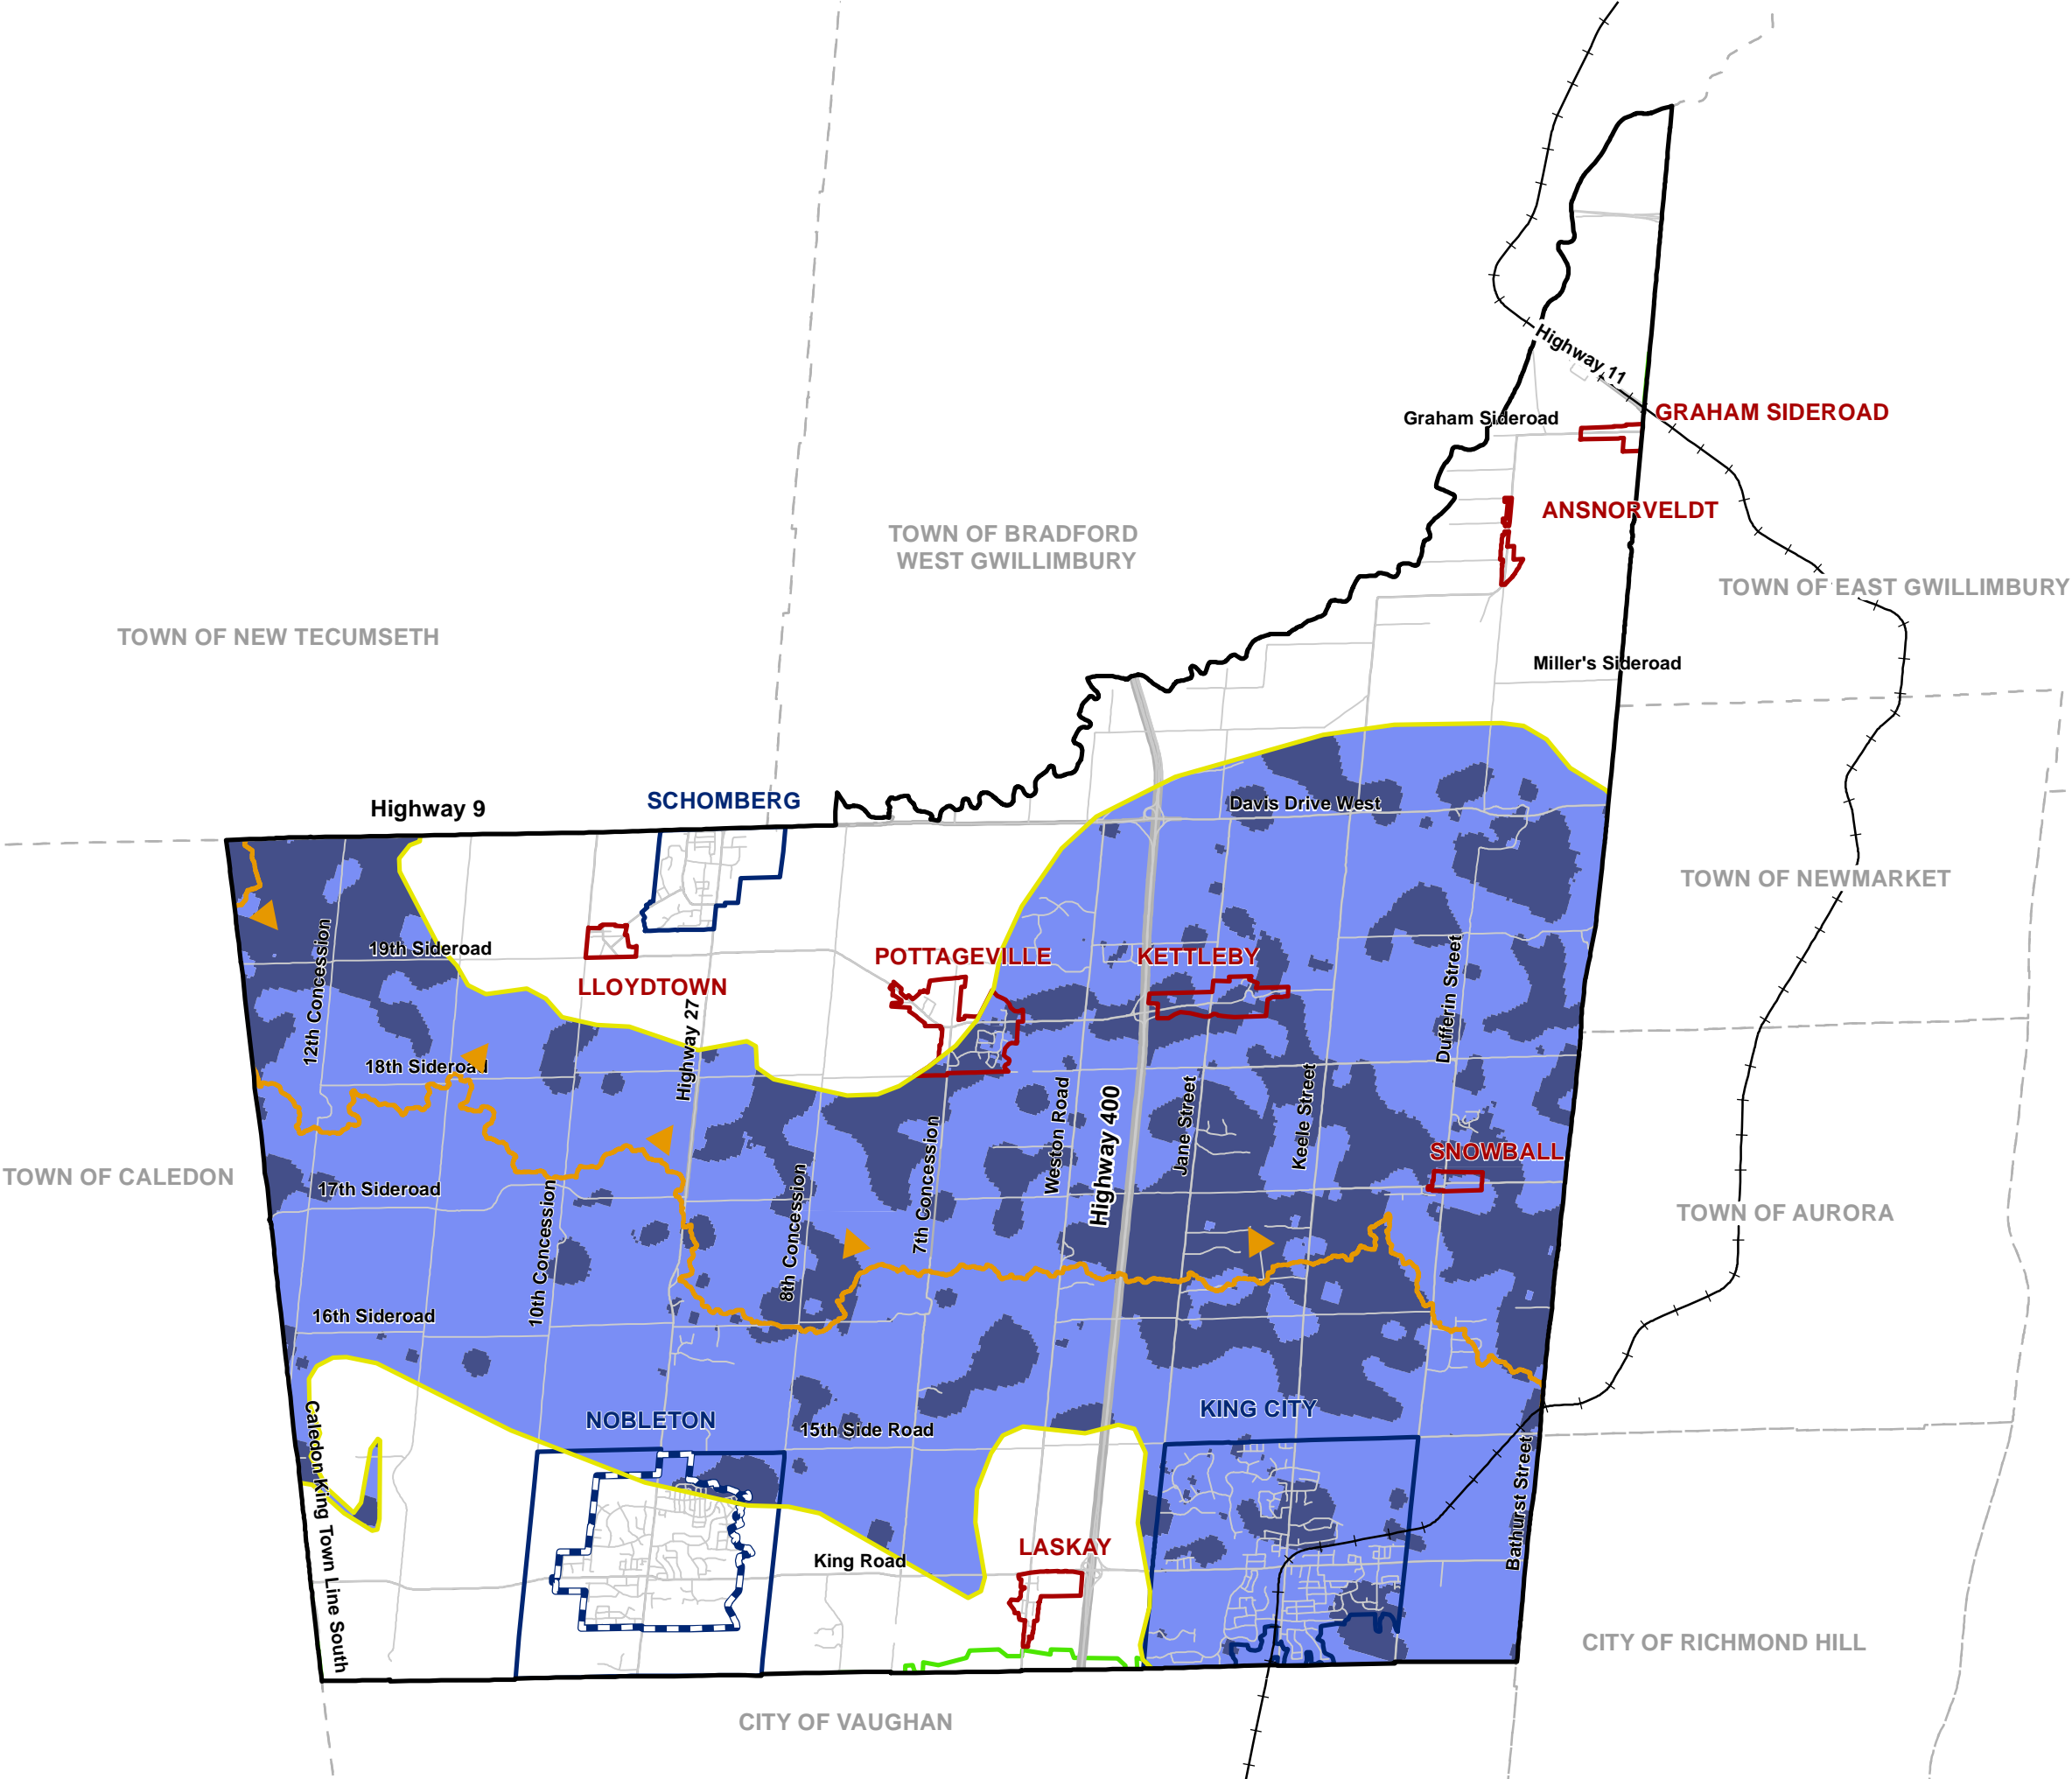 Highway 11
Graham Sideroad
GRAHAM SIDEROAD
ANSNORVELDT
TOWN OF BRADFORD
WEST GWILLIMBURY
TOWN OF EAST GWILLIMBURY
TOWN OF NEW TECUMSETH
Miller's Sideroad
SCHOMBERG
Highway 9
Davis Drive West
TOWN OF NEWMARKET
19th Sideroad
12th Concession
POTTAGEVILLE
KETTLEBY
LLOYDTOWN
Dufferin Street
Highway 27
18th Sideroad
Weston Road
Highway 400
Jane Street
Keele Street
7th Concession
SNOWBALL
TOWN OF CALEDON
17th Sideroad
8th Concession
10th Concession
TOWN OF AURORA
16th Sideroad
NOBLETON
15th Side Road
KING CITY
Caledon King Town Line South
Bathurst Street
LASKAY
King Road
CITY OF RICHMOND HILL
CITY OF VAUGHAN